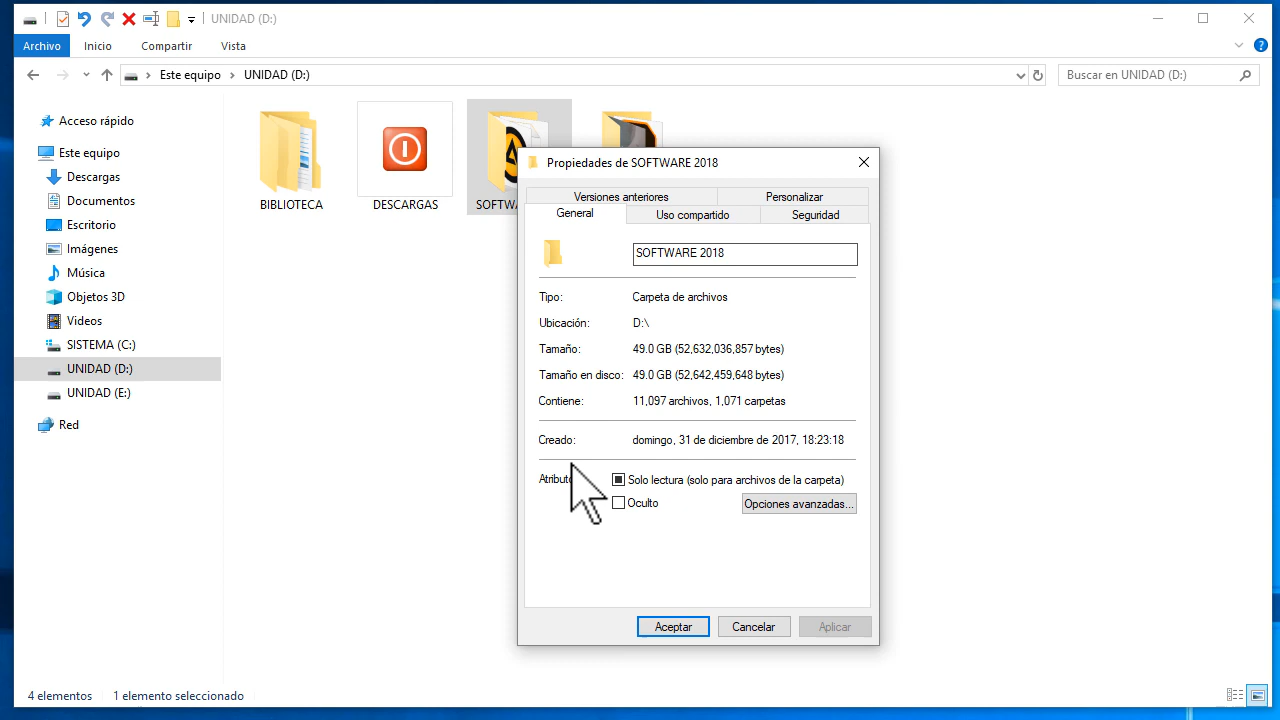 UNIDAD (D:)
Archivo Inicio Compartir Vista
Este equipo UNIDAD (D:)
Buscar en UNIDAD (D:)
Acceso rápido
Este equipo
Descargas
Documentos
Escritorio
Imágenes
Música
Objetos 3D
Videos
SISTEMA (C:)
UNIDAD (D:)
UNIDAD (E:)
Red
BIBLIOTECA
DESCARGAS
Propiedades de SOFTWARE 2018
Versiones anteriores Personalizar
General Uso compartido Seguridad
SOFTWARE 2018
Tipo: Carpeta de archivos
Ubicación: D:\
Tamaño: 49.0 GB (52,632,036,857 bytes)
Tamaño en disco: 49.0 GB (52,642,459,648 bytes)
Contiene: 11,097 archivos, 1,071 carpetas
Creado: domingo, 31 de diciembre de 2017, 18:23:18
Solo lectura (solo para archivos de la carpeta)
Oculto Opciones avanzadas...
Aceptar Cancelar Aplicar
4 elementos 1 elemento seleccionado